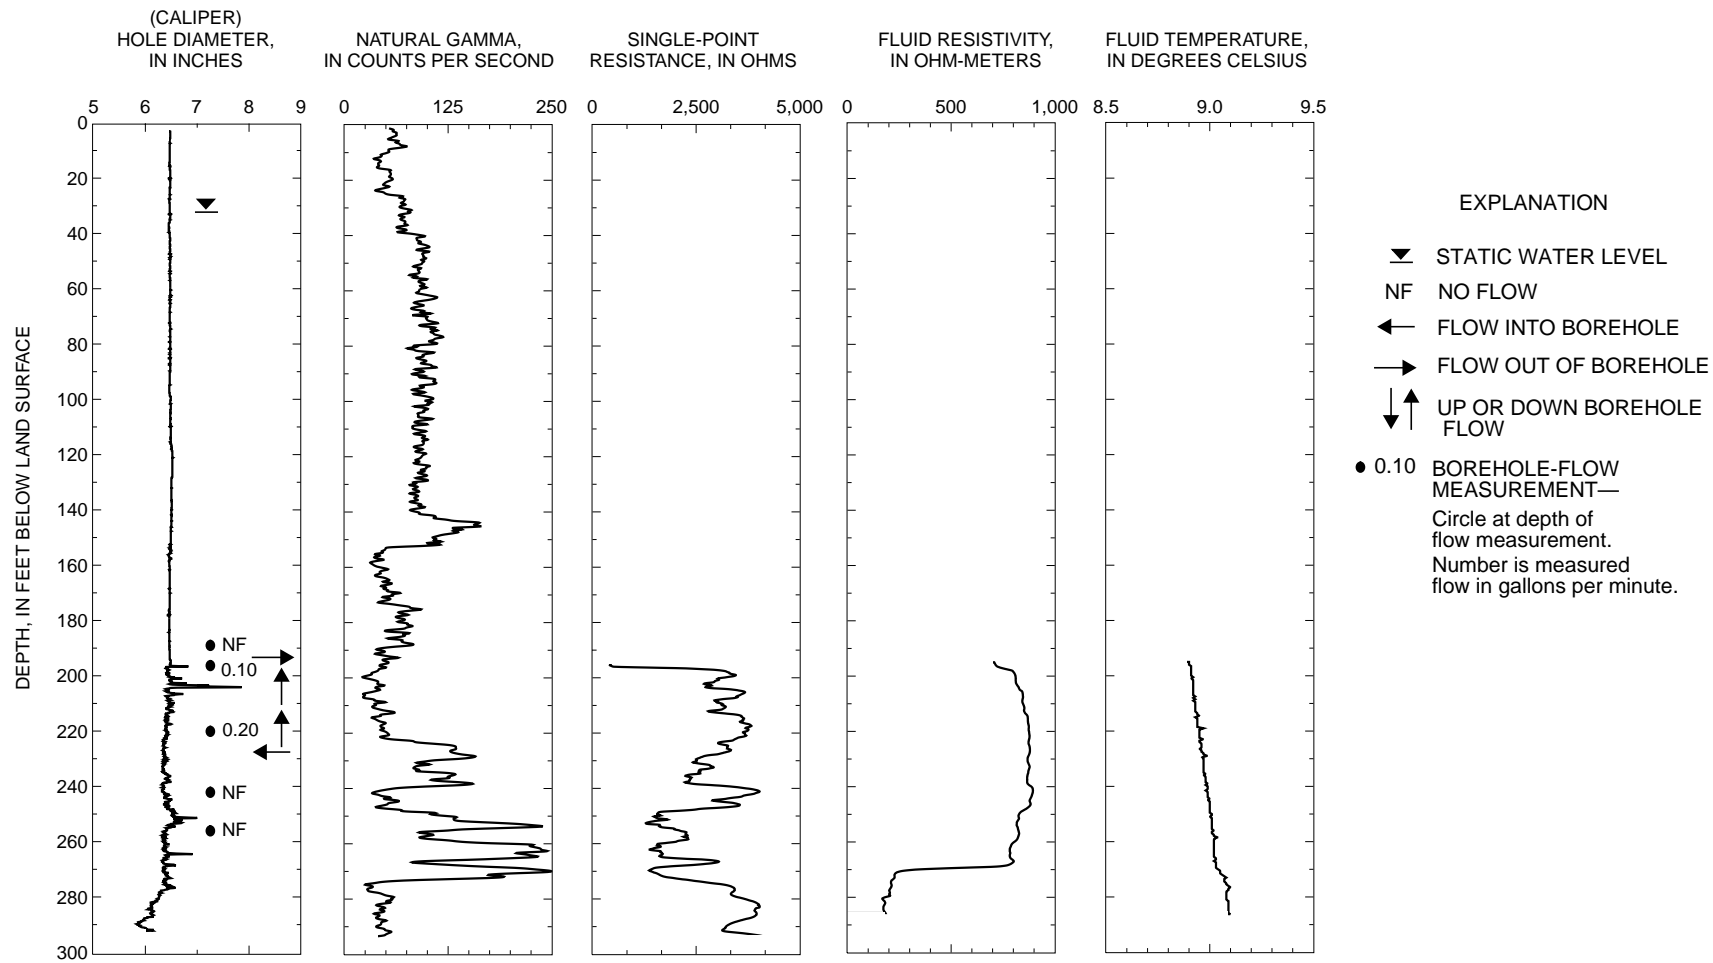 (CALIPER)
HOLE DIAMETER,
IN INCHES
NATURAL GAMMA,
IN COUNTS PER SECOND
SINGLE-POINT
RESISTANCE, IN OHMS
FLUID RESISTIVITY,
IN OHM-METERS
FLUID TEMPERATURE,
IN DEGREES CELSIUS
5 6 7 8 9
0 125 250
0 2,500 5,000
0 500 1,000
8.5 9.0 9.5
DEPTH, IN FEET BELOW LAND SURFACE
0
20
40
60
80
100
120
140
160
180
200
220
240
260
280
300
NF
0.10
0.20
NF
NF
EXPLANATION
STATIC WATER LEVEL
NF NO FLOW
FLOW INTO BOREHOLE
FLOW OUT OF BOREHOLE
UP OR DOWN BOREHOLE
FLOW
0.10 BOREHOLE-FLOW
MEASUREMENT—
Circle at depth of
flow measurement.
Number is measured
flow in gallons per minute.